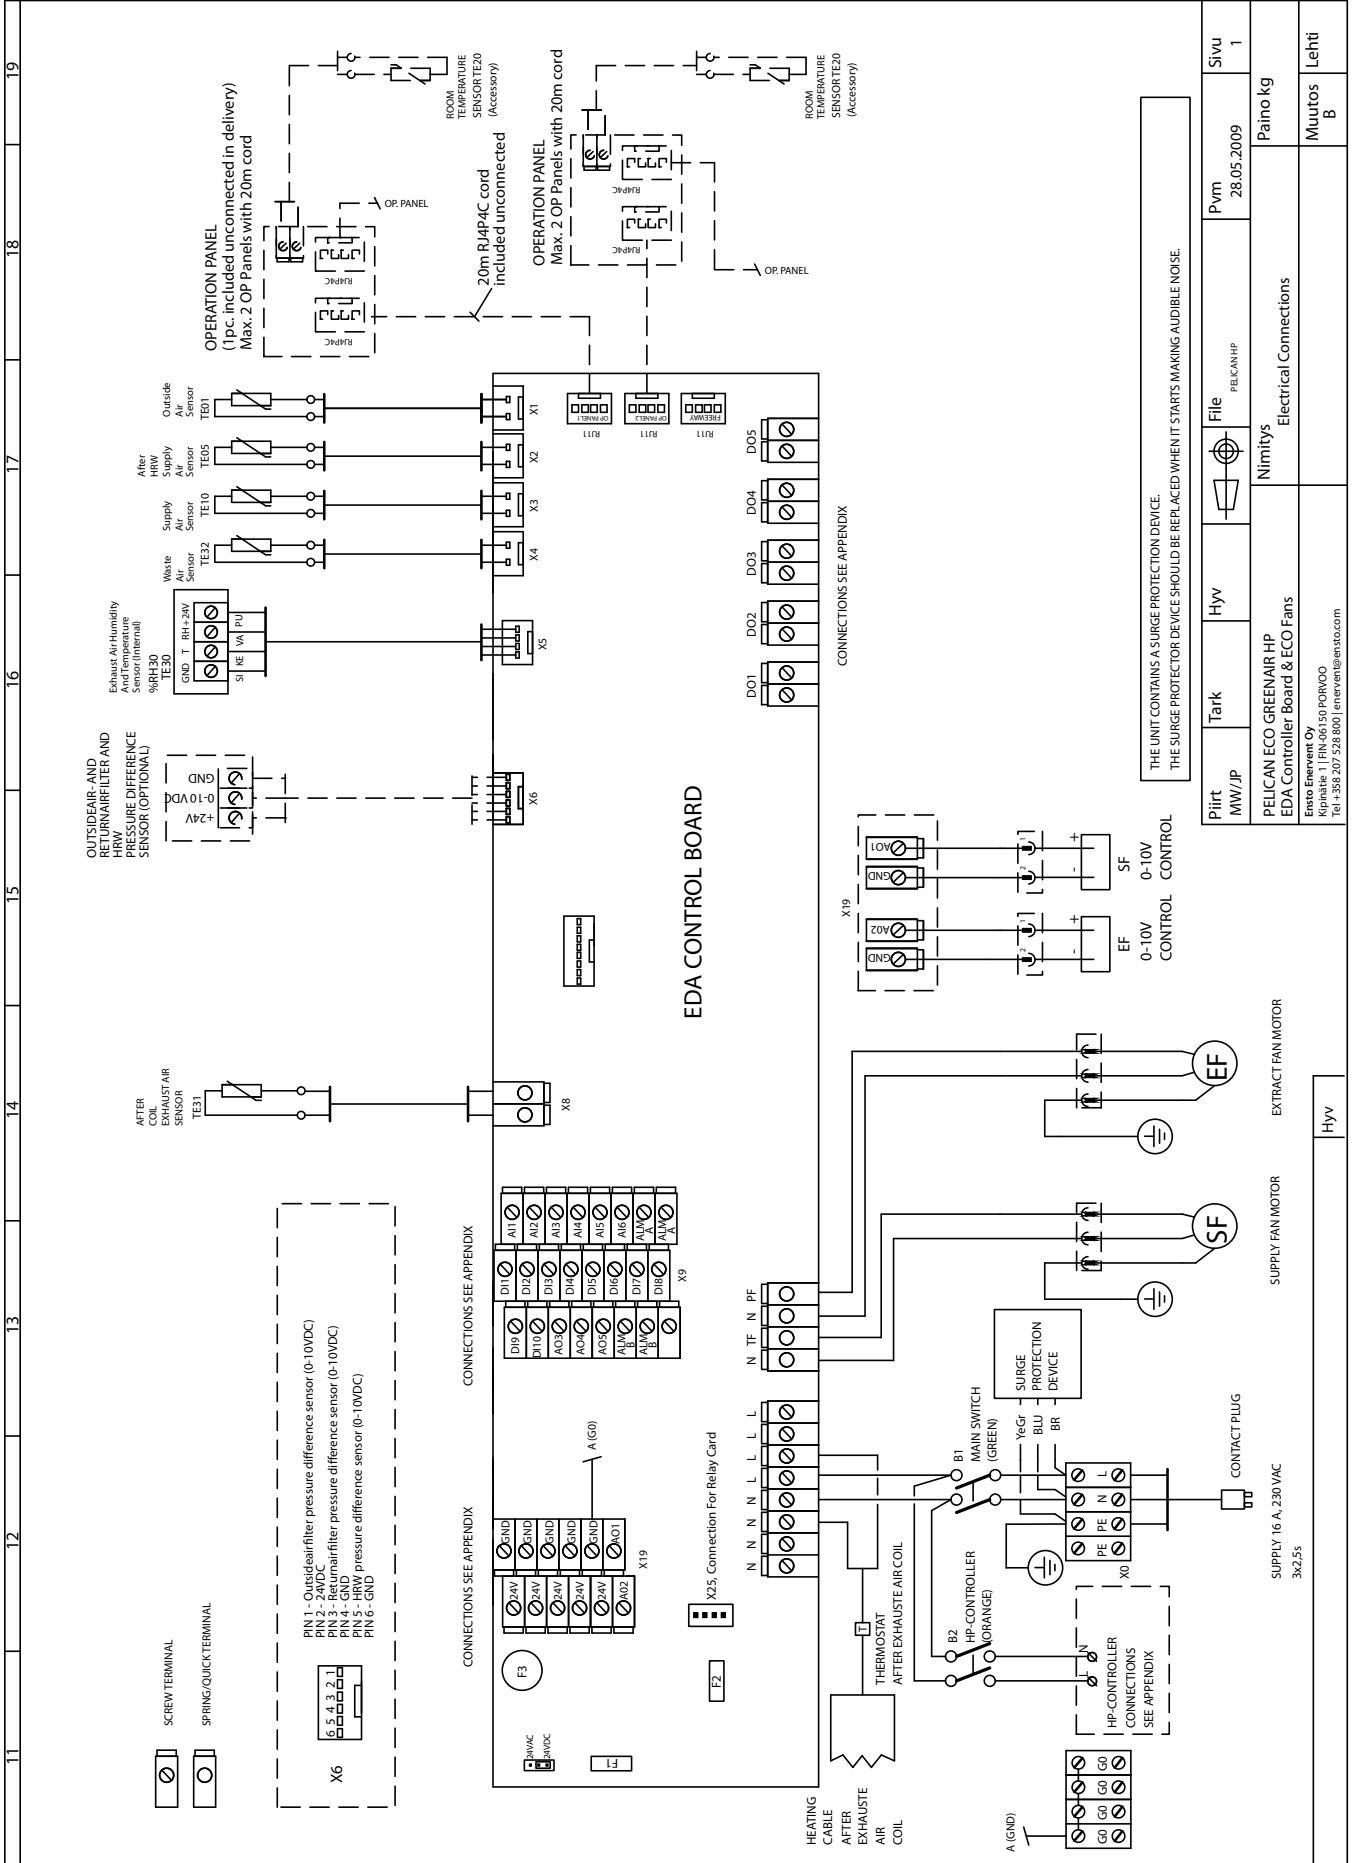 11
12
13
14
15
16
17
18
19
SCREW TERMINAL
SPRING/QUICK TERMINAL
X6
6 5 4 3 2 1
PIN 1 - Outsideairfilter pressure difference sensor (0-10VDC)
PIN 2 - 24VDC
PIN 3 - Returnairfilter pressure difference sensor (0-10VDC)
PIN 4 - GND
PIN 5 - HRW pressure difference sensor (0-10VDC)
PIN 6 - GND
AFTER
COIL
EXHAUST AIR
SENSOR
TE31
X8
OUTSIDEAIR- AND
RETURNAIRFILTER AND
HRW
PRESSURE DIFFERENCE
SENSOR (OPTIONAL)
+24V
0-10 VDC
GND
X6
Exhaust Air Humidity
And Temperature
Sensor (Internal)
%RH30
TE30
GND T RH +24V
SI KE VA PU
X5
Waste
Air
Sensor
TE32
X4
Supply
Air
Sensor
TE10
X3
After
HRW
Supply
Air
Sensor
TE05
X2
Outside
Air
Sensor
TE01
X1
OPERATION PANEL
(1pc. included unconnected in delivery)
Max. 2 OP Panels with 20m cord
RJ4P4C
RJ4P4C
OP. PANEL
ROOM
TEMPERATURE
SENSOR TE20
(Accessory)
20m RJ4P4C cord
included unconnected
OPERATION PANEL
Max. 2 OP Panels with 20m cord
RJ4P4C
RJ4P4C
OP. PANEL
ROOM
TEMPERATURE
SENSOR TE20
(Accessory)
OP PANEL1
RJ11
OP PANEL2
RJ11
FREEWAY
RJ11
24VAC
24VDC
F1
F2
F3
CONNECTIONS SEE APPENDIX
24V
24V
24V
24V
24V
AO2
GND
GND
GND
GND
GND
AO1
X19
A (G0)
X25, Connection For Relay Card
CONNECTIONS SEE APPENDIX
DI9
DI10
AO3
AO4
AO5
ALM B
ALM B
DI1
DI2
DI3
DI4
DI5
DI6
DI7
DI8
X9
AI1
AI2
AI3
AI4
AI5
AI6
ALM A
ALM A
EDA CONTROL BOARD
N N N N L L L L
N TF N PF
DO1
DO2
DO3
DO4
DO5
CONNECTIONS SEE APPENDIX
HEATING
CABLE
AFTER
EXHAUSTE
AIR
COIL
T
THERMOSTAT
AFTER EXHAUSTE AIR COIL
A (GND)
G0 G0 G0 G0
B2
HP-CONTROLLER
(ORANGE)
L N
HP-CONTROLLER
CONNECTIONS
SEE APPENDIX
B1
MAIN SWITCH
(GREEN)
YeGr
BLU
BR
SURGE
PROTECTION
DEVICE
PE PE N L
X0
CONTACT PLUG
SUPPLY 16 A, 230 VAC
3x2,5s
SF
SUPPLY FAN MOTOR
EF
EXTRACT FAN MOTOR
X19
GND
AO2
GND
AO1
2 1
2 1
- +
- +
EF
0-10V
CONTROL
SF
0-10V
CONTROL
THE UNIT CONTAINS A SURGE PROTECTION DEVICE.
THE SURGE PROTECTOR DEVICE SHOULD BE REPLACED WHEN IT STARTS MAKING AUDIBLE NOISE.
Piirt
MW/JP
Tark
Hyv
File
PELICAN HP
Pvm
28.05.2009
Sivu
1
PELICAN ECO GREENAIR HP
EDA Controller Board & ECO Fans
Nimitys
Electrical Connections
Paino kg
Ensto Enervent Oy
Kipinätie 1 | FIN-06150 PORVOO
Tel +358 207 528 800 | enervent@ensto.com
Muutos
B
Lehti
Hyv